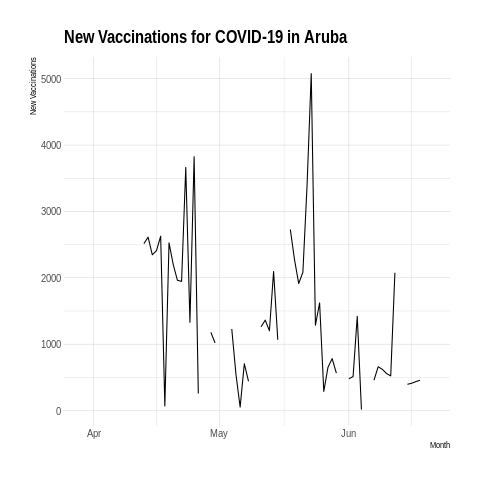 New Vaccinations for COVID-19 in Aruba
New Vaccinations
5000
4000
3000
2000
1000
0
Apr
May
Jun
Month